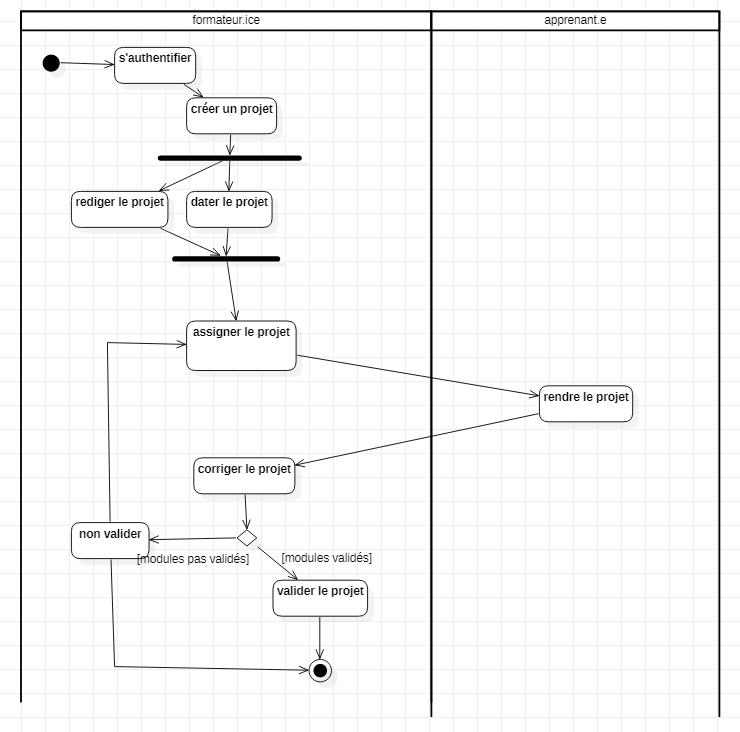 formateur.ice
apprenant.e
s'authentifier
créer un projet
rediger le projet
dater le projet
assigner le projet
rendre le projet
corriger le projet
non valider
[modules pas validés]
[modules validés]
valider le projet